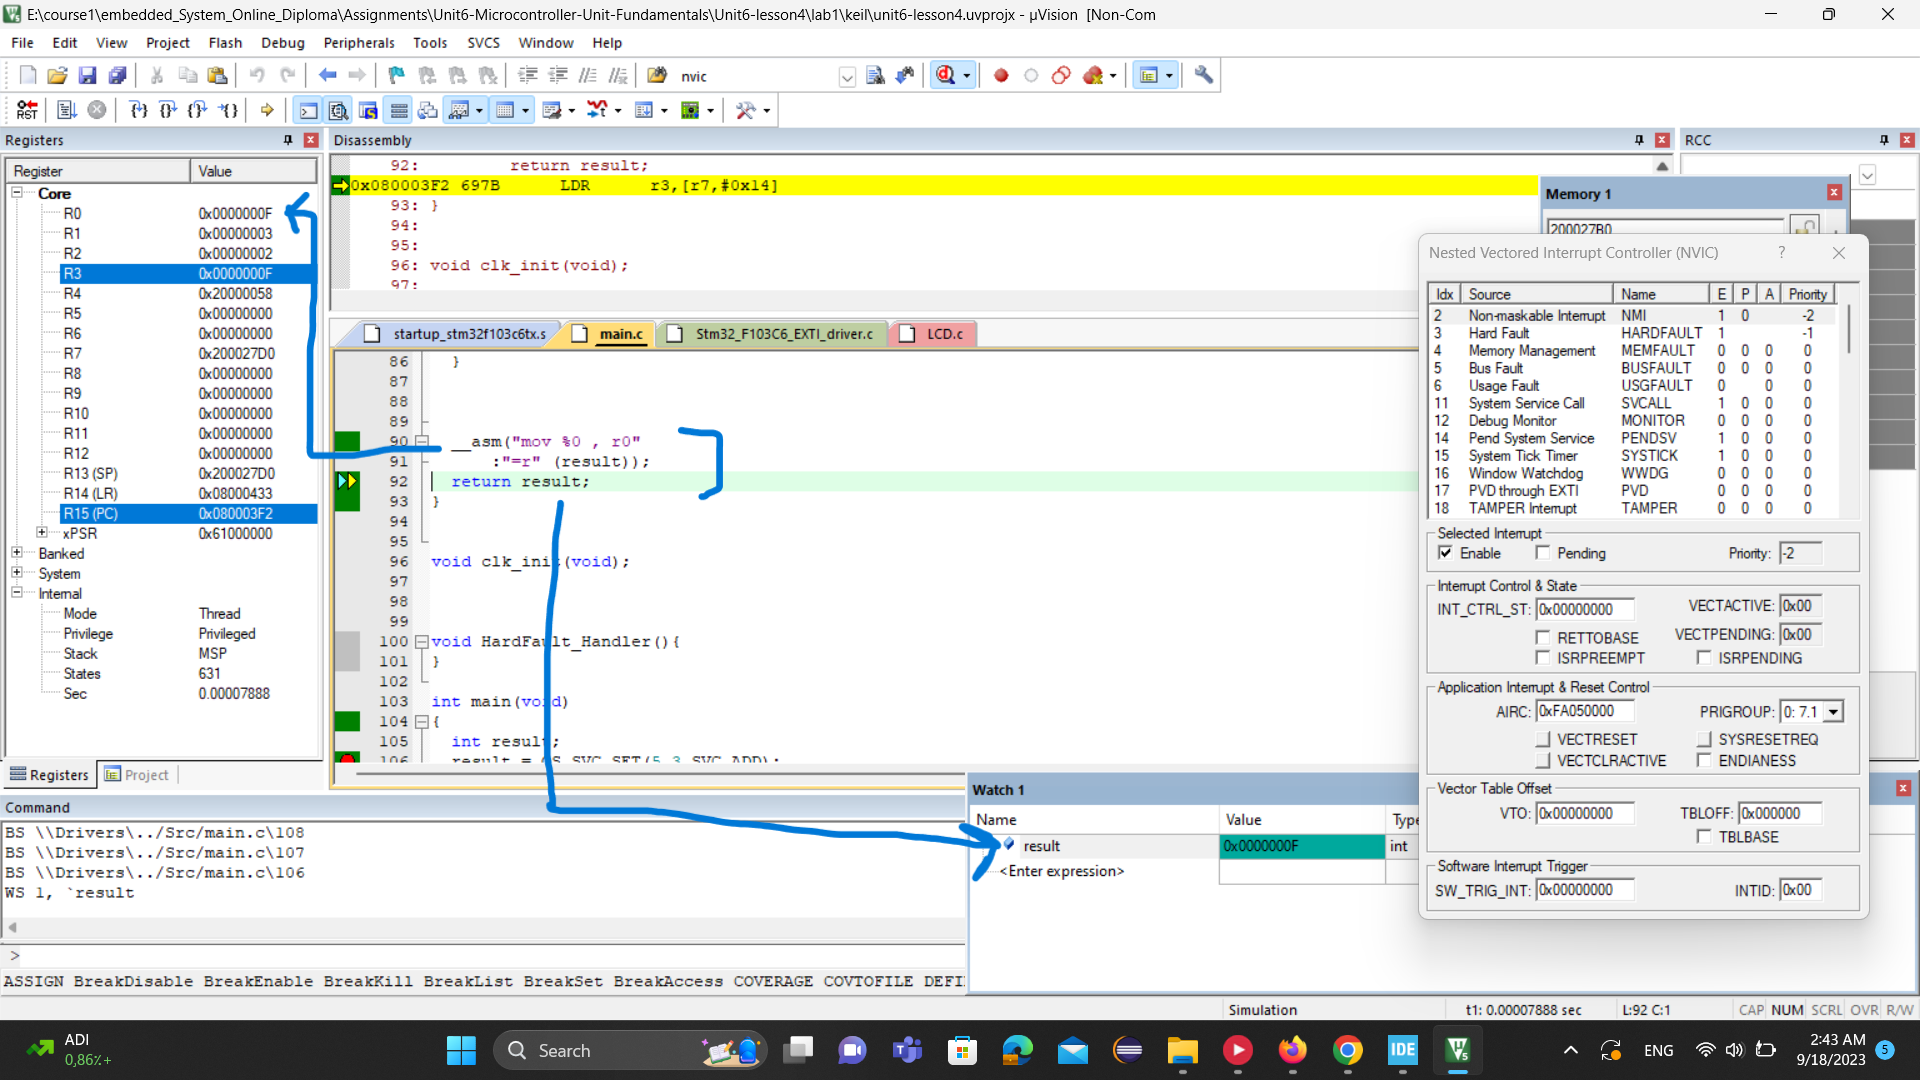 E:\course1\embedded_System_Online_Diploma\Assignments\Unit6-Microcontroller-Unit-Fundamentals\Unit6-lesson4\lab1\keil\unit6-lesson4.uvprojx - µVision [Non-Com
File Edit View Project Flash Debug Peripherals Tools SVCS Window Help
nvic
Registers
Register Value
Core
R0 0x0000000F
R1 0x00000003
R2 0x00000002
R3 0x0000000F
R4 0x20000058
R5 0x00000000
R6 0x00000000
R7 0x200027D0
R8 0x00000000
R9 0x00000000
R10 0x00000000
R11 0x00000000
R12 0x00000000
R13 (SP) 0x200027D0
R14 (LR) 0x08000433
R15 (PC) 0x080003F2
xPSR 0x61000000
Banked
System
Internal
Mode Thread
Privilege Privileged
Stack MSP
States 631
Sec 0.00007888
Registers Project
Disassembly
92: return result;
0x080003F2 697B LDR r3,[r7,#0x14]
93: }
94:
95:
96: void clk_init(void);
97:
startup_stm32f103c6tx.s main.c Stm32_F103C6_EXTI_driver.c LCD.c
86 }
87
88
89
90 __asm("mov %0 , r0"
91 :"=r" (result));
92 return result;
93 }
94
95
96 void clk_init(void);
97
98
99
100 void HardFault_Handler(){
101 }
102
103 int main(void)
104 {
105 int result;
106 result = OS_SVC_SET(5,3,SVC_ADD);
RCC
Memory 1
200027B0
Nested Vectored Interrupt Controller (NVIC) ?
Idx Source Name E P A Priority
2 Non-maskable Interrupt NMI 1 0 -2
3 Hard Fault HARDFAULT 1 -1
4 Memory Management MEMFAULT 0 0 0 0
5 Bus Fault BUSFAULT 0 0 0 0
6 Usage Fault USGFAULT 0 0 0
11 System Service Call SVCALL 1 0 0 0
12 Debug Monitor MONITOR 0 0 0 0
14 Pend System Service PENDSV 1 0 0 0
15 System Tick Timer SYSTICK 1 0 0 0
16 Window Watchdog WWDG 0 0 0 0
17 PVD through EXTI PVD 0 0 0 0
18 TAMPER Interrupt TAMPER 0 0 0 0
Selected Interrupt
Enable Pending Priority: -2
Interrupt Control & State
INT_CTRL_ST: 0x00000000 VECTACTIVE: 0x00
RETTOBASE VECTPENDING: 0x00
ISRPREEMPT ISRPENDING
Application Interrupt & Reset Control
AIRC: 0xFA050000 PRIGROUP: 0: 7.1
VECTRESET SYSRESETREQ
VECTCLRACTIVE ENDIANESS
Vector Table Offset
VTO: 0x00000000 TBLOFF: 0x000000
TBLBASE
Software Interrupt Trigger
SW_TRIG_INT: 0x00000000 INTID: 0x00
Command
BS \\Drivers\../Src/main.c\108
BS \\Drivers\../Src/main.c\107
BS \\Drivers\../Src/main.c\106
WS 1, `result
>
ASSIGN BreakDisable BreakEnable BreakKill BreakList BreakSet BreakAccess COVERAGE COVTOFILE DEFI
Watch 1
Name Value Type
result 0x0000000F int
<Enter expression>
Simulation t1: 0.00007888 sec L:92 C:1 CAP NUM SCRL OVR R/W
ADI
0,86%+
Search
IDE
ENG
2:43 AM
9/18/2023
5